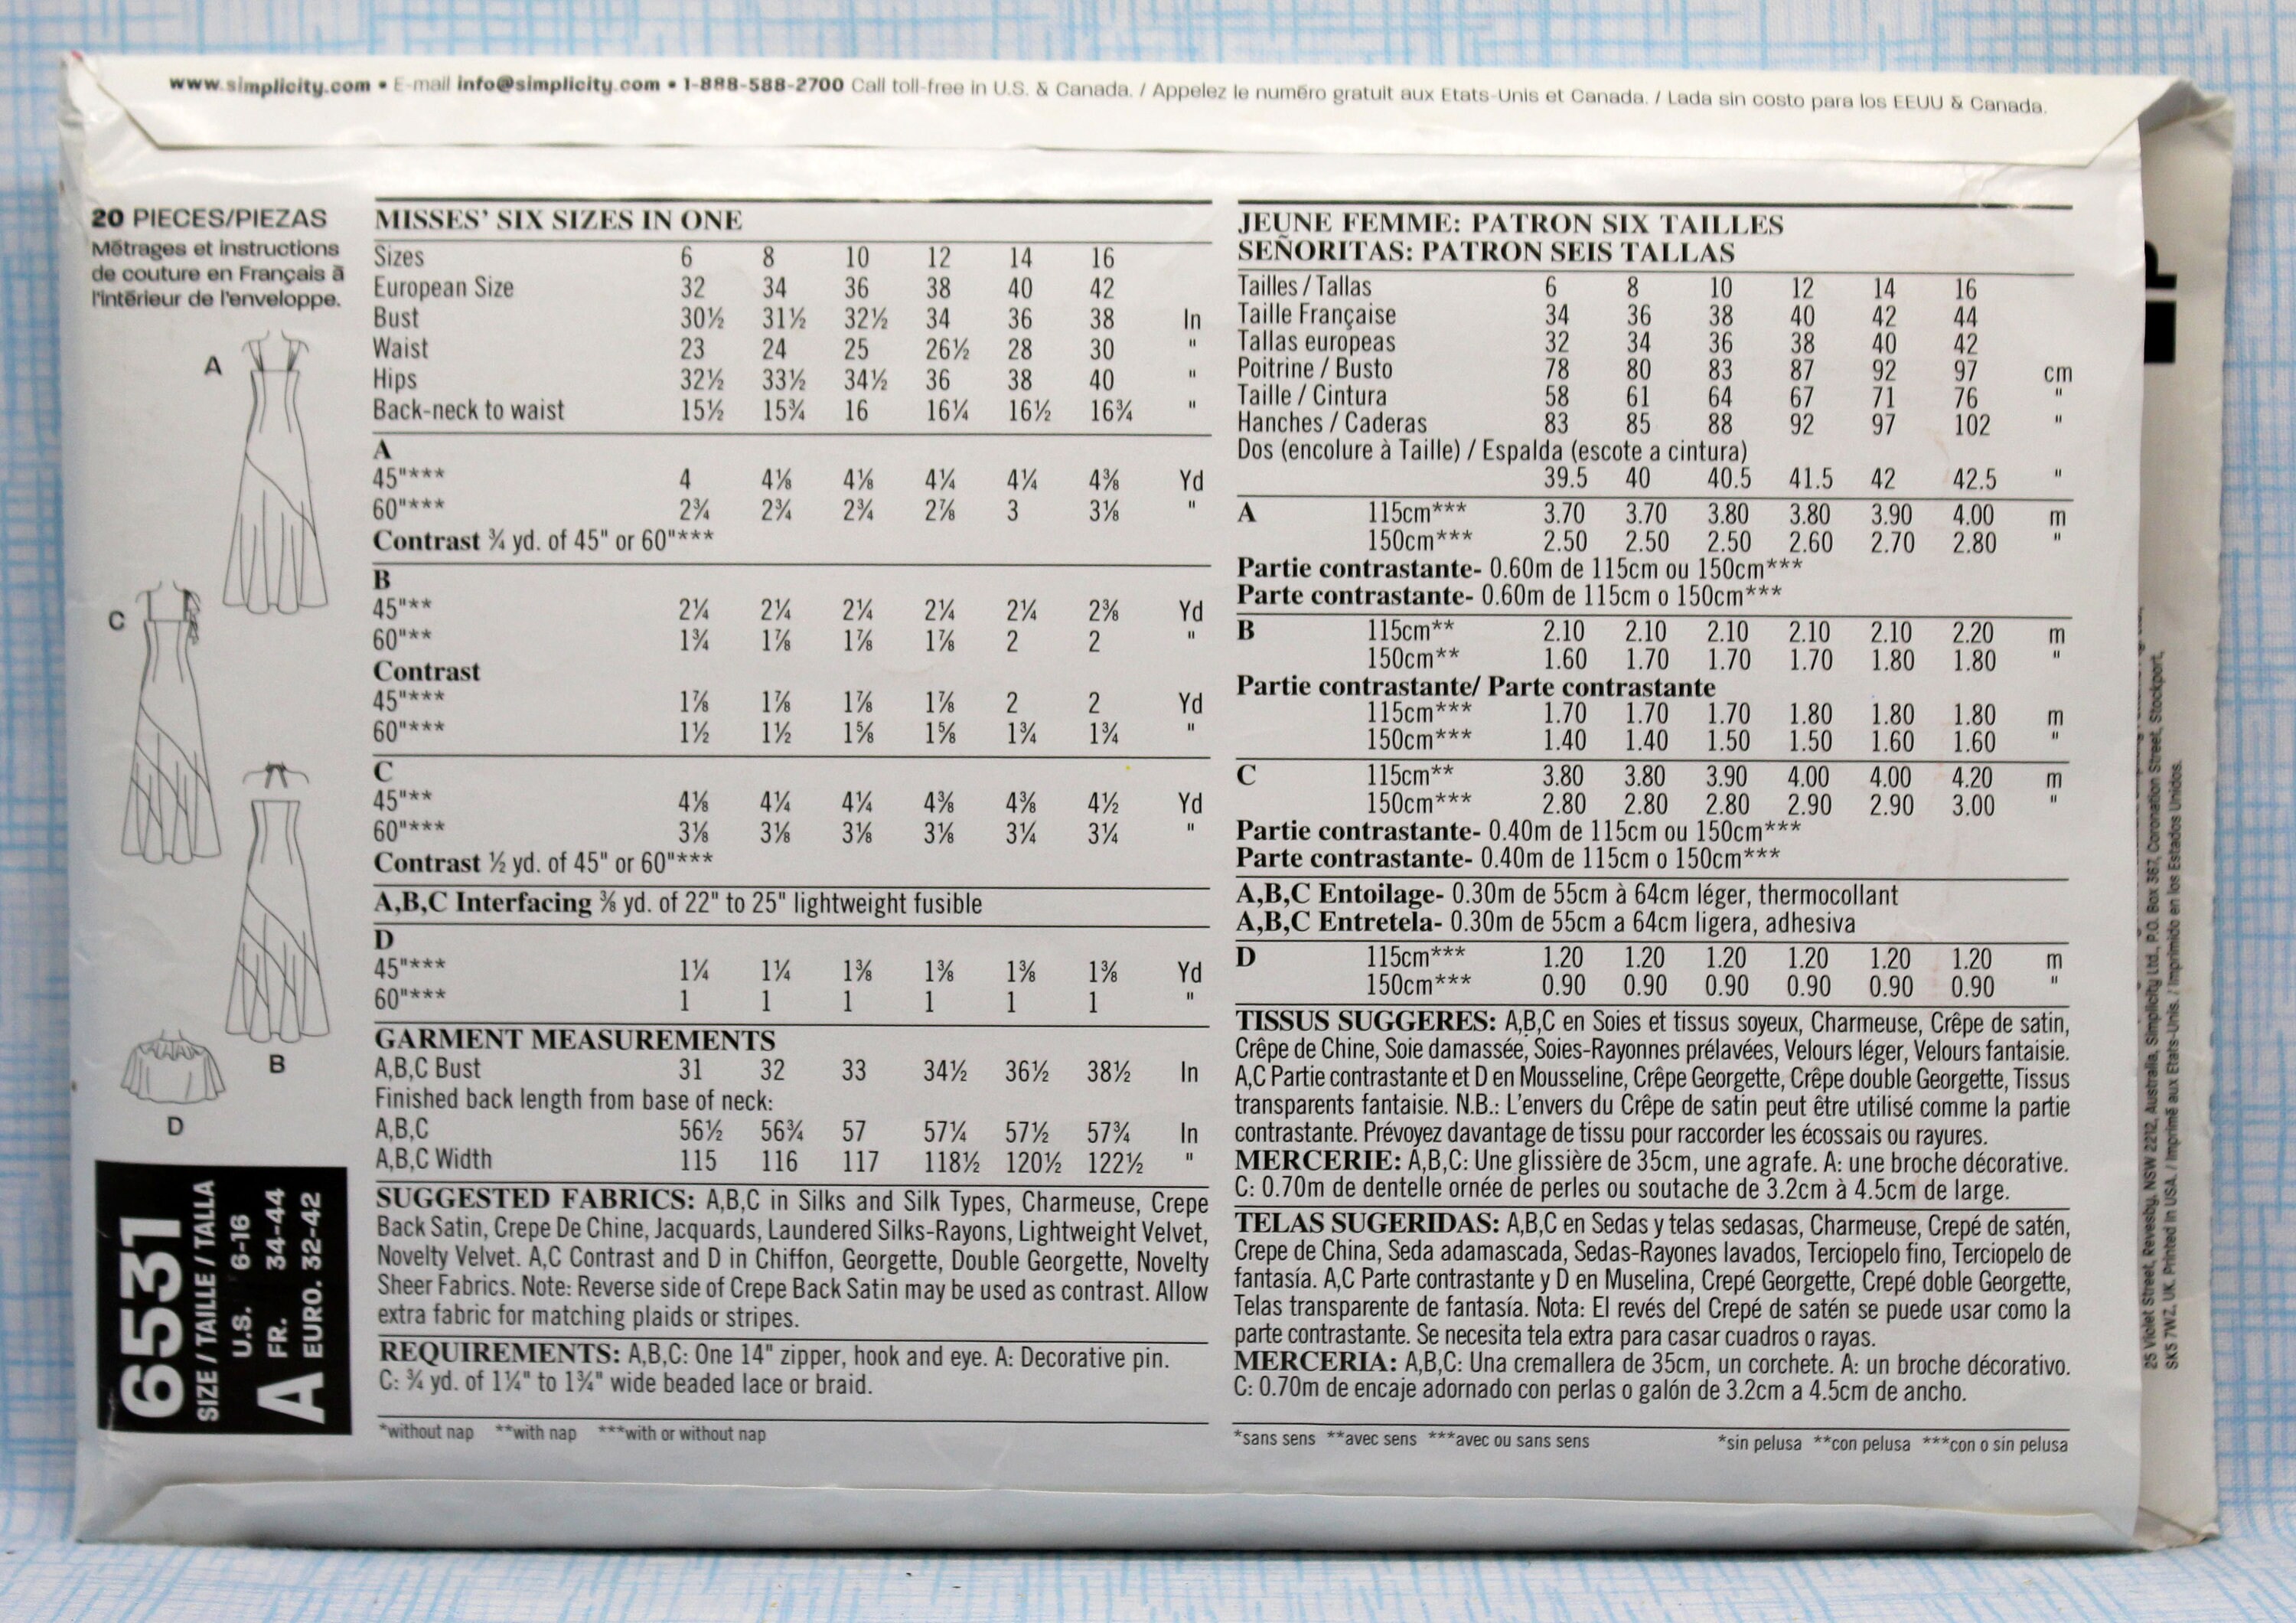 www.simplicity.com • E-mail info@simplicity.com • 1-888-588-2700 Call toll-free in U.S. & Canada. / Appelez le numéro gratuit aux Etats-Unis et Canada. / Lada sin costo para los EEUU & Canada.
20 PIECES/PIEZAS
Métrages et instructions
de couture en Français à
l'intérieur de l'enveloppe.
A
C
B
D
6531
SIZE / TAILLE / TALLA
U.S. 6-16
FR. 34-44
EURO. 32-42
A
MISSES' SIX SIZES IN ONE
Sizes 6 8 10 12 14 16
European Size 32 34 36 38 40 42
Bust 30½ 31½ 32½ 34 36 38 In
Waist 23 24 25 26½ 28 30 "
Hips 32½ 33½ 34½ 36 38 40 "
Back-neck to waist 15½ 15¾ 16 16¼ 16½ 16¾ "
A
45"*** 4 4⅛ 4⅛ 4¼ 4¼ 4⅜ Yd
60"*** 2¾ 2¾ 2¾ 2⅞ 3 3⅛ "
Contrast ¾ yd. of 45" or 60"***
B
45"** 2¼ 2¼ 2¼ 2¼ 2¼ 2⅜ Yd
60"** 1¾ 1⅞ 1⅞ 1⅞ 2 2 "
Contrast
45"*** 1⅞ 1⅞ 1⅞ 1⅞ 2 2 Yd
60"*** 1½ 1½ 1⅝ 1⅝ 1¾ 1¾ "
C
45"** 4⅛ 4¼ 4¼ 4⅜ 4⅜ 4½ Yd
60"*** 3⅛ 3⅛ 3⅛ 3⅛ 3¼ 3¼ "
Contrast ½ yd. of 45" or 60"***
A,B,C Interfacing ⅜ yd. of 22" to 25" lightweight fusible
D
45"*** 1¼ 1¼ 1⅜ 1⅜ 1⅜ 1⅜ Yd
60"*** 1 1 1 1 1 1 "
GARMENT MEASUREMENTS
A,B,C Bust 31 32 33 34½ 36½ 38½ In
Finished back length from base of neck:
A,B,C 56½ 56¾ 57 57¼ 57½ 57¾ In
A,B,C Width 115 116 117 118½ 120½ 122½ "
SUGGESTED FABRICS: A,B,C in Silks and Silk Types, Charmeuse, Crepe
Back Satin, Crepe De Chine, Jacquards, Laundered Silks-Rayons, Lightweight Velvet,
Novelty Velvet. A,C Contrast and D in Chiffon, Georgette, Double Georgette, Novelty
Sheer Fabrics. Note: Reverse side of Crepe Back Satin may be used as contrast. Allow
extra fabric for matching plaids or stripes.
REQUIREMENTS: A,B,C: One 14" zipper, hook and eye. A: Decorative pin.
C: ¾ yd. of 1¼" to 1¾" wide beaded lace or braid.
*without nap **with nap ***with or without nap
JEUNE FEMME: PATRON SIX TAILLES
SEÑORITAS: PATRON SEIS TALLAS
Tailles / Tallas 6 8 10 12 14 16
Taille Française 34 36 38 40 42 44
Tallas europeas 32 34 36 38 40 42
Poitrine / Busto 78 80 83 87 92 97 cm
Taille / Cintura 58 61 64 67 71 76 "
Hanches / Caderas 83 85 88 92 97 102 "
Dos (encolure à Taille) / Espalda (escote a cintura)
39.5 40 40.5 41.5 42 42.5 "
A 115cm*** 3.70 3.70 3.80 3.80 3.90 4.00 m
150cm*** 2.50 2.50 2.50 2.60 2.70 2.80 "
Partie contrastante- 0.60m de 115cm ou 150cm***
Parte contrastante- 0.60m de 115cm o 150cm***
B 115cm** 2.10 2.10 2.10 2.10 2.10 2.20 m
150cm** 1.60 1.70 1.70 1.70 1.80 1.80 "
Partie contrastante/ Parte contrastante
115cm*** 1.70 1.70 1.70 1.80 1.80 1.80 m
150cm*** 1.40 1.40 1.50 1.50 1.60 1.60 "
C 115cm** 3.80 3.80 3.90 4.00 4.00 4.20 m
150cm*** 2.80 2.80 2.80 2.90 2.90 3.00 "
Partie contrastante- 0.40m de 115cm ou 150cm***
Parte contrastante- 0.40m de 115cm o 150cm***
A,B,C Entoilage- 0.30m de 55cm à 64cm léger, thermocollant
A,B,C Entretela- 0.30m de 55cm a 64cm ligera, adhesiva
D 115cm*** 1.20 1.20 1.20 1.20 1.20 1.20 m
150cm*** 0.90 0.90 0.90 0.90 0.90 0.90 "
TISSUS SUGGERES: A,B,C en Soies et tissus soyeux, Charmeuse, Crêpe de satin,
Crêpe de Chine, Soie damassée, Soies-Rayonnes prélavées, Velours léger, Velours fantaisie.
A,C Partie contrastante et D en Mousseline, Crêpe Georgette, Crêpe double Georgette, Tissus
transparents fantaisie. N.B.: L'envers du Crêpe de satin peut être utilisé comme la partie
contrastante. Prévoyez davantage de tissu pour raccorder les écossais ou rayures.
MERCERIE: A,B,C: Une glissière de 35cm, une agrafe. A: une broche décorative.
C: 0.70m de dentelle ornée de perles ou soutache de 3.2cm à 4.5cm de large.
TELAS SUGERIDAS: A,B,C en Sedas y telas sedasas, Charmeuse, Crepé de satén,
Crepe de China, Seda adamascada, Sedas-Rayones lavados, Terciopelo fino, Terciopelo de
fantasía. A,C Parte contrastante y D en Muselina, Crepé Georgette, Crepé doble Georgette,
Telas transparente de fantasía. Nota: El revés del Crepé de satén se puede usar como la
parte contrastante. Se necesita tela extra para casar cuadros o rayas.
MERCERIA: A,B,C: Una cremallera de 35cm, un corchete. A: un broche décorativo.
C: 0.70m de encaje adornado con perlas o galón de 3.2cm a 4.5cm de ancho.
*sans sens **avec sens ***avec ou sans sens *sin pelusa **con pelusa ***con o sin pelusa
25 Violet Street, Revesby, NSW 2212, Australia, Simplicity Ltd., P.O. Box 367, Coronation Street, Stockport,
SK5 7WZ, UK. Printed in USA. / Imprimé aux Etats-Unis. / Imprimido en los Estados Unidos.